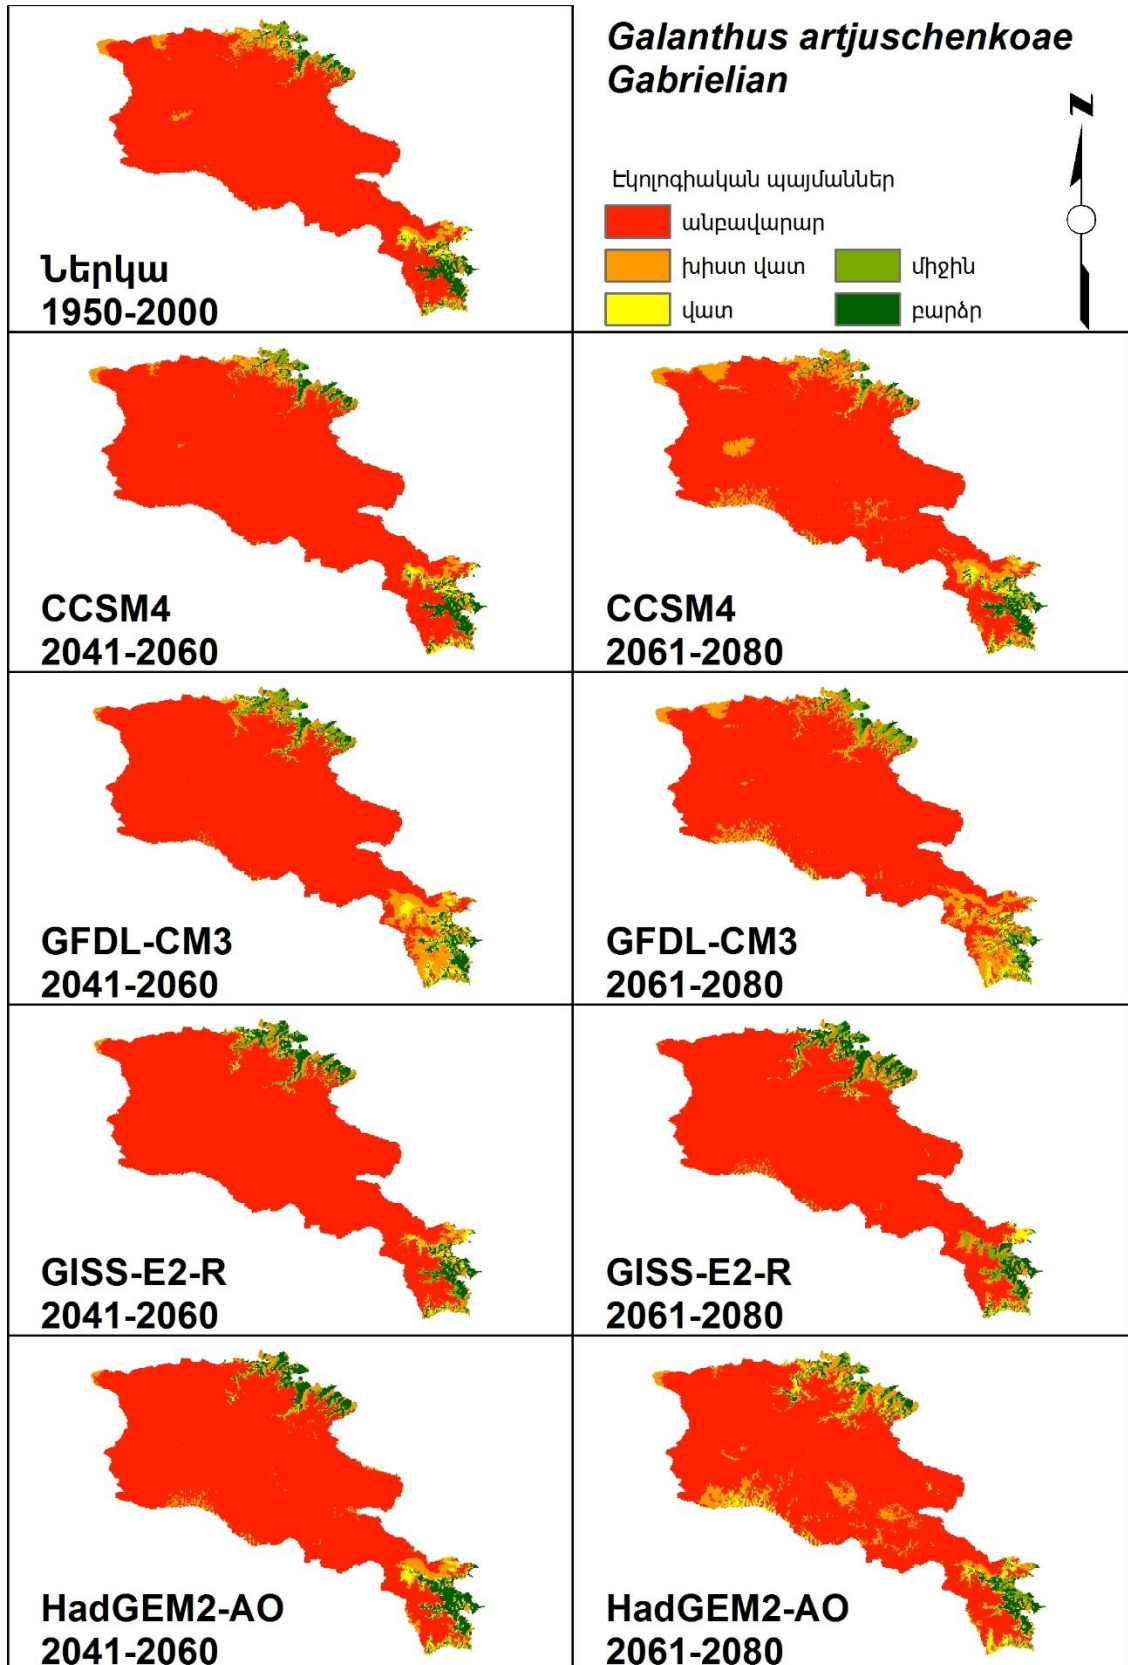 Galanthus artjuschenkoae
Gabrielian
N
Էկոլոգիական պայմաններ
անբավարար
խիստ վատ
միջին
վատ
բարձր
Ներկա
1950-2000
CCSM4
2041-2060
CCSM4
2061-2080
GFDL-CM3
2041-2060
GFDL-CM3
2061-2080
GISS-E2-R
2041-2060
GISS-E2-R
2061-2080
HadGEM2-AO
2041-2060
HadGEM2-AO
2061-2080